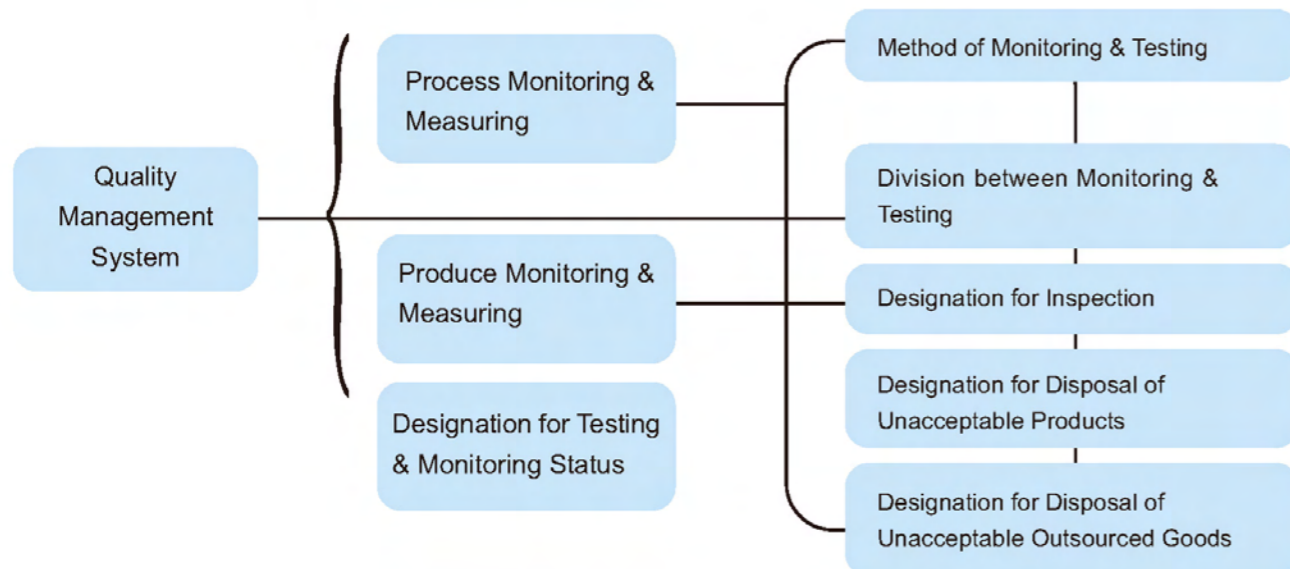 Quality
Management
System
Process Monitoring &
Measuring
Produce Monitoring &
Measuring
Designation for Testing
& Monitoring Status
Method of Monitoring & Testing
Division between Monitoring &
Testing
Designation for Inspection
Designation for Disposal of
Unacceptable Products
Designation for Disposal of
Unacceptable Outsourced Goods